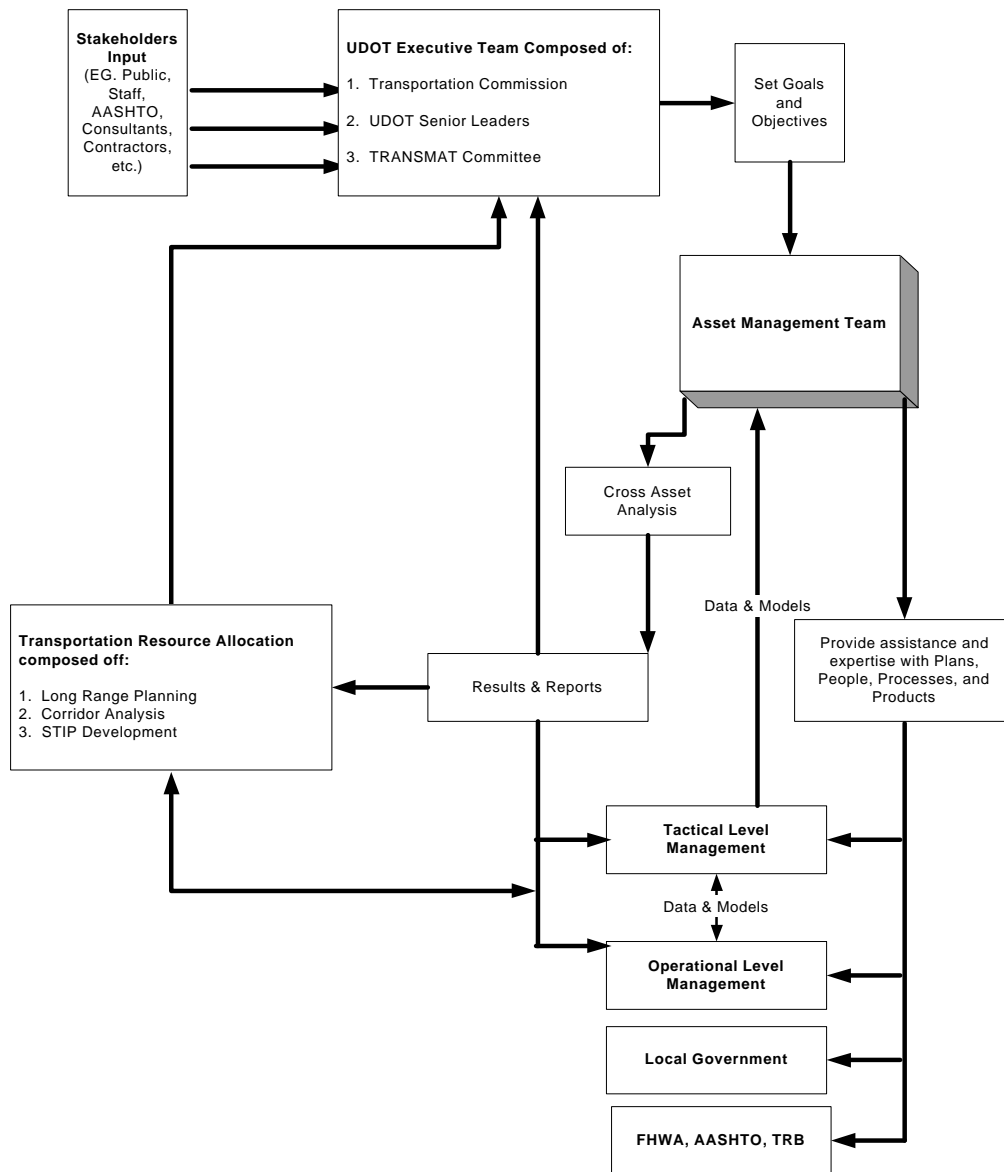 Stakeholders
Input
(EG. Public,
Staff,
AASHTO,
Consultants,
Contractors,
etc.)
UDOT Executive Team Composed of:
1. Transportation Commission
2. UDOT Senior Leaders
3. TRANSMAT Committee
Set Goals
and
Objectives
Asset Management Team
Cross Asset
Analysis
Data & Models
Provide assistance and
expertise with Plans,
People, Processes, and
Products
Transportation Resource Allocation
composed off:
1. Long Range Planning
2. Corridor Analysis
3. STIP Development
Results & Reports
Tactical Level
Management
Data & Models
Operational Level
Management
Local Government
FHWA, AASHTO, TRB